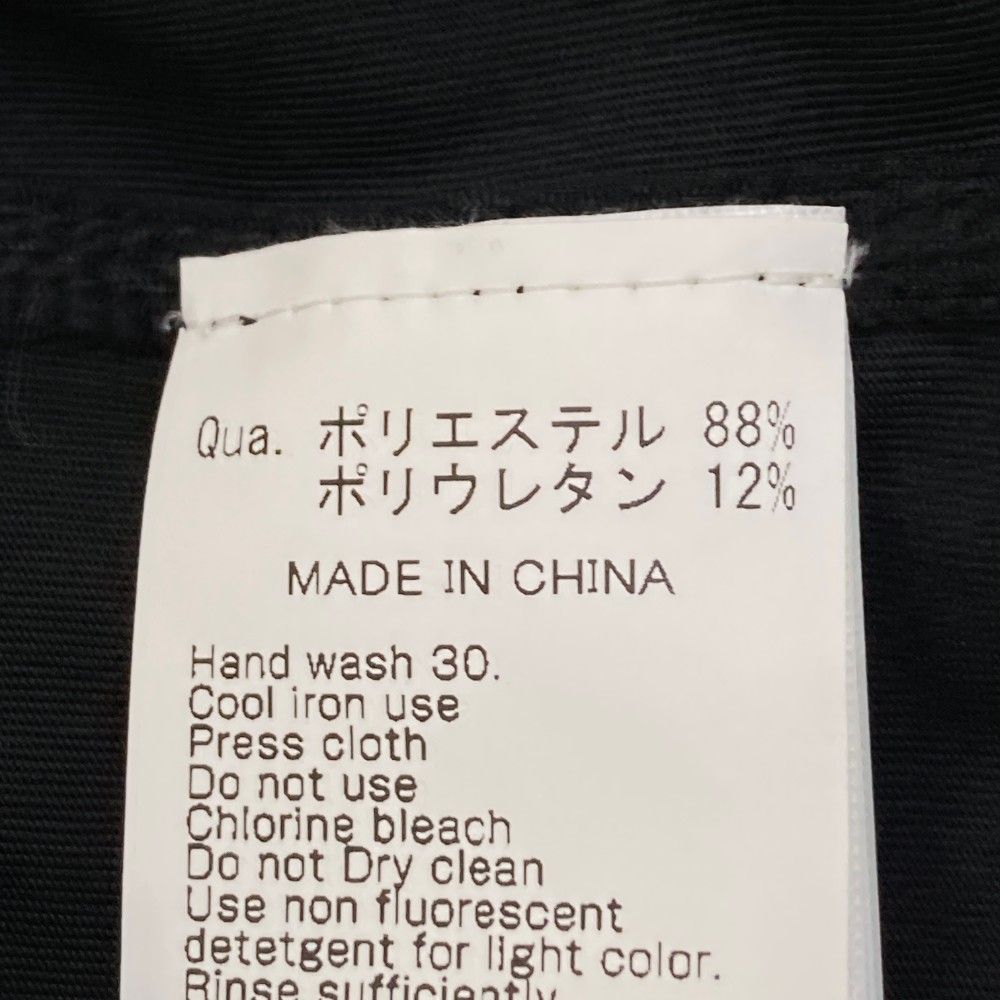 Qua. ポリエステル 88%
ポリウレタン 12%
MADE IN CHINA
Hand wash 30.
Cool iron use
Press cloth
Do not use
Chlorine bleach
Do not Dry clean
Use non fluorescent
detetgent for light color.
Rinse sufficiently